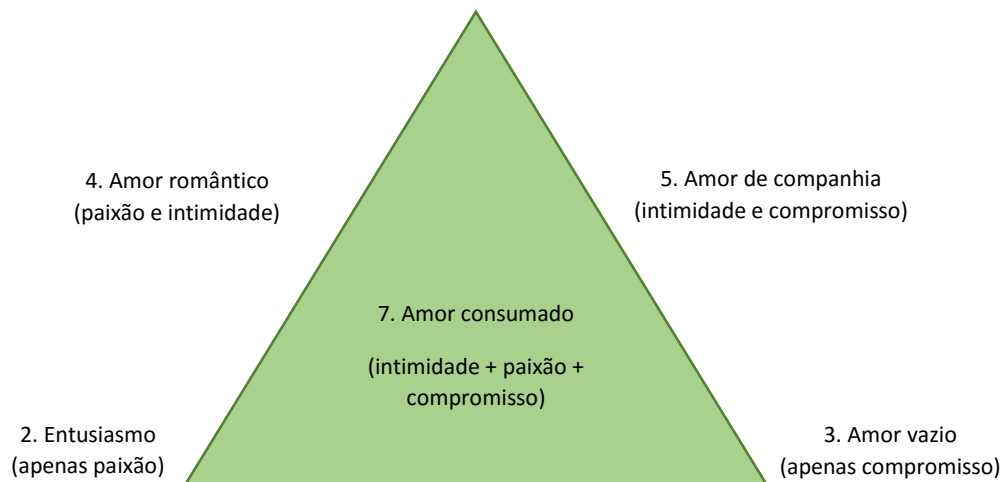 4. Amor romântico
(paixão e intimidade)
5. Amor de companhia
(intimidade e compromisso)
7. Amor consumado
(intimidade + paixão +
compromisso)
2. Entusiasmo
(apenas paixão)
3. Amor vazio
(apenas compromisso)